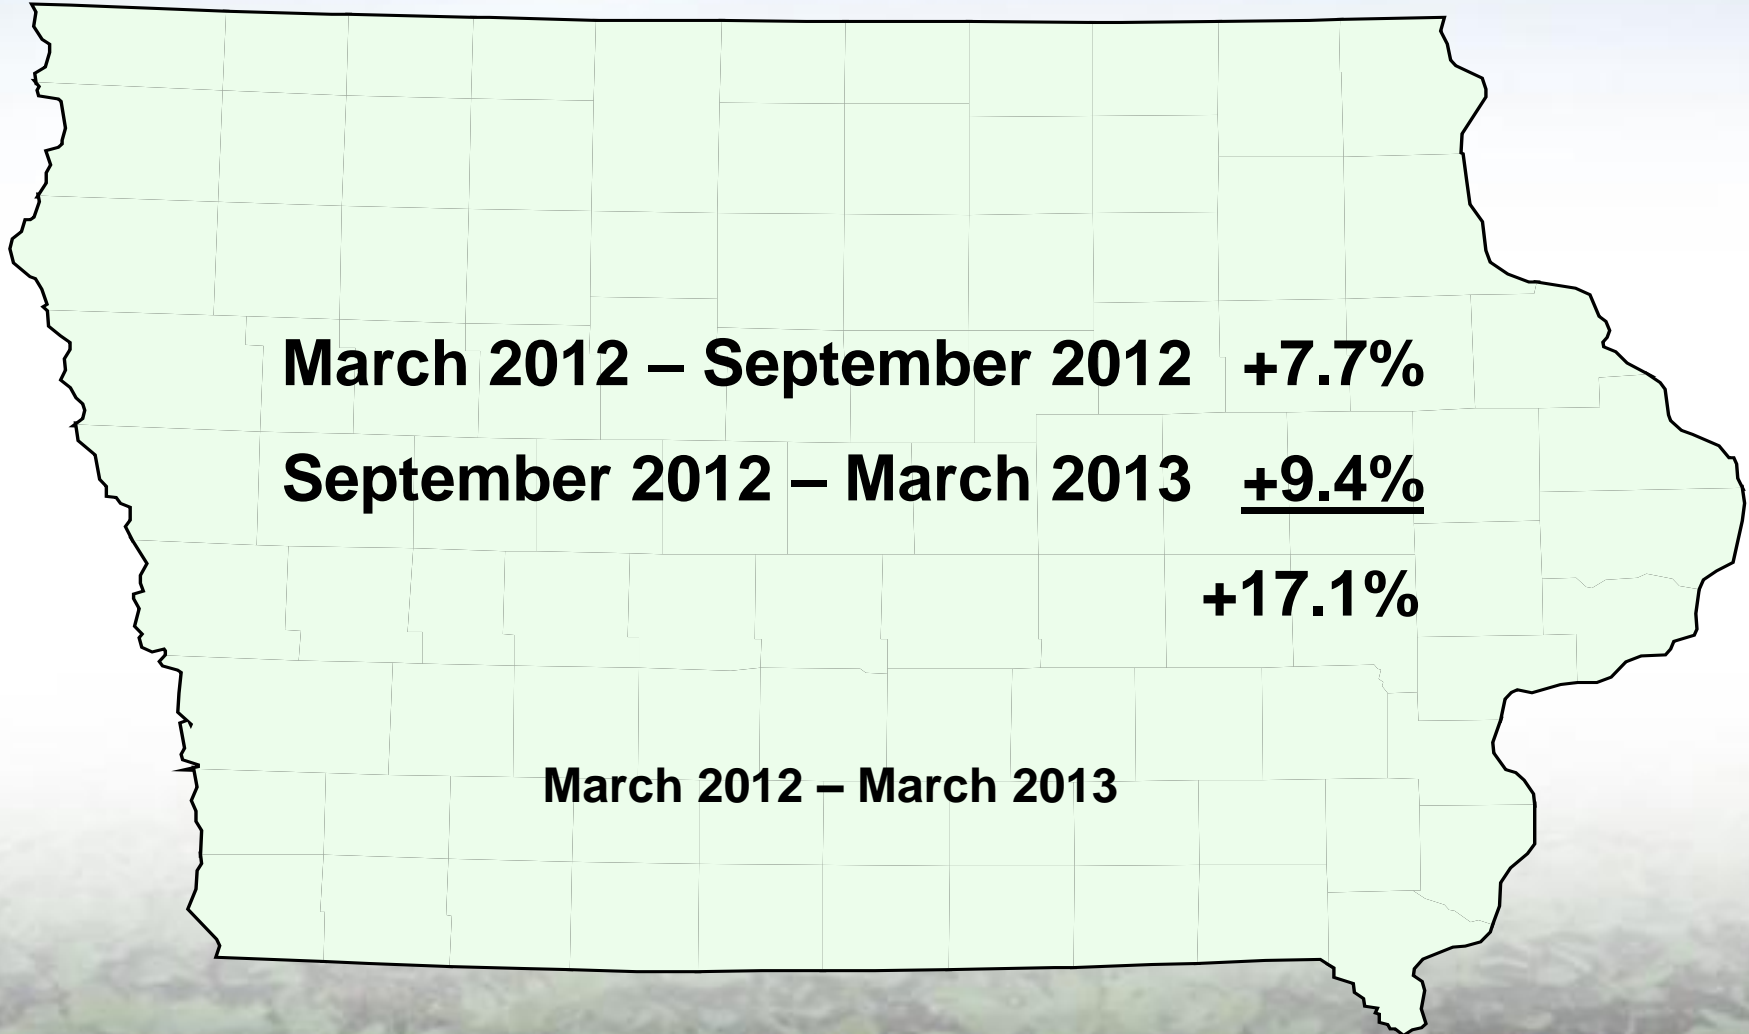 March 2012 – September 2012 +7.7%
September 2012 – March 2013 +9.4%
+17.1%
March 2012 – March 2013